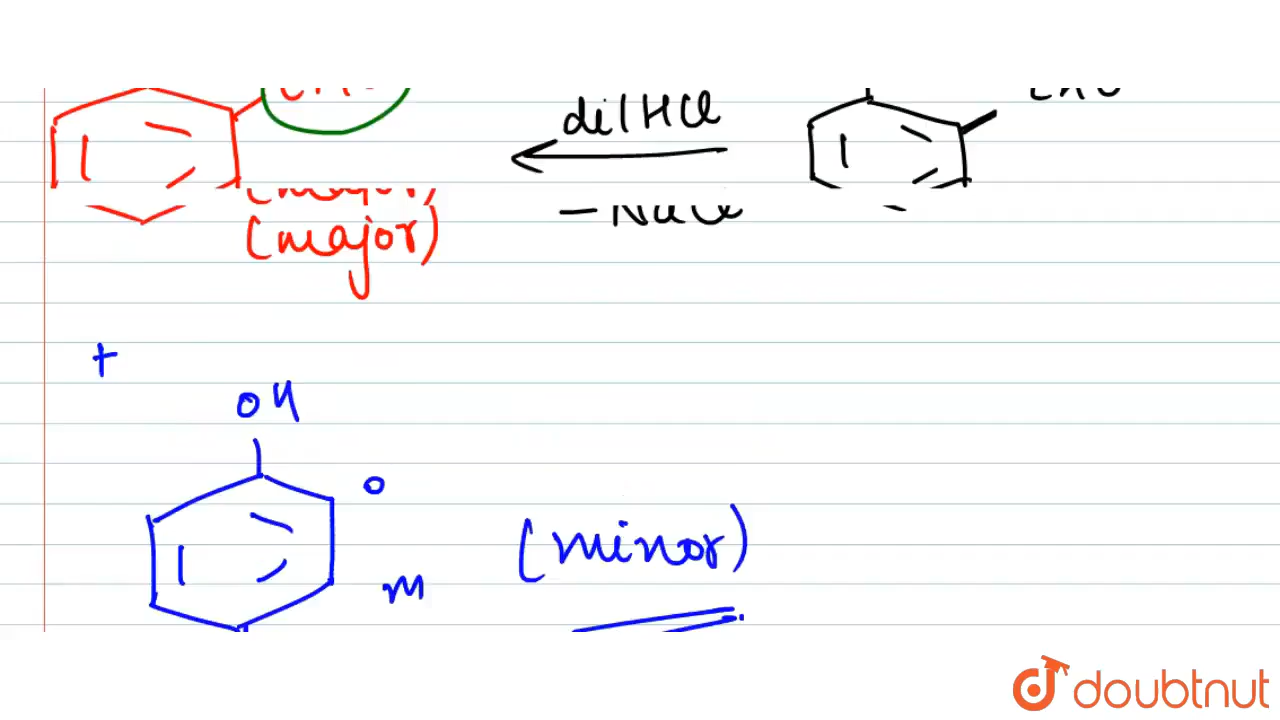 dil HCl
(major)
+
OH
o
(minor)
m
doubtnut